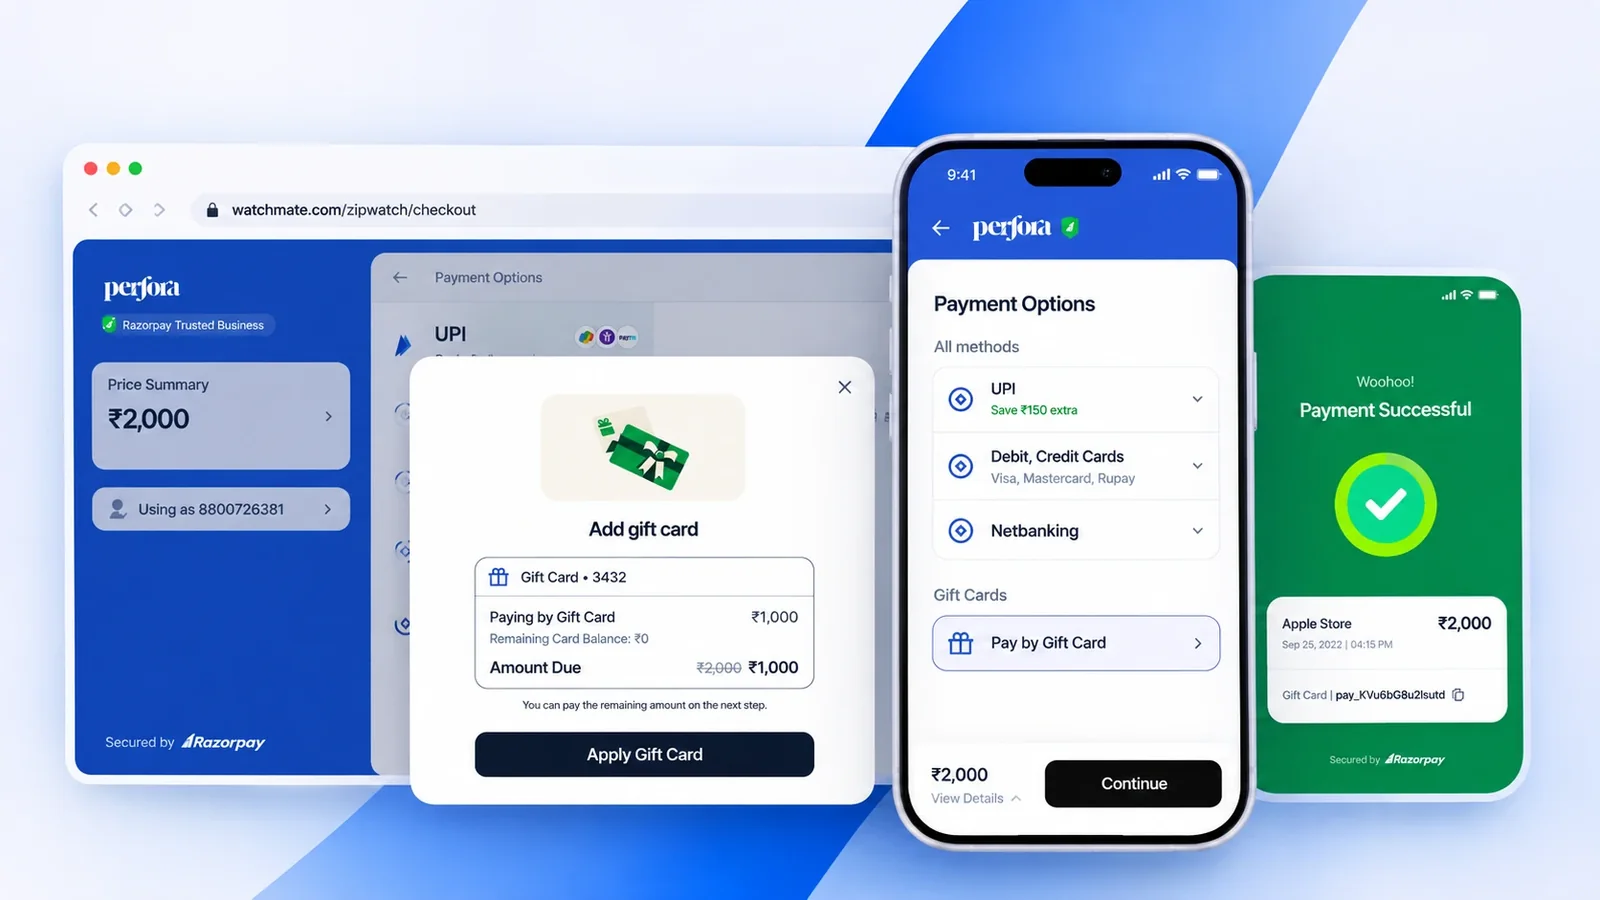 watchmate.com/zipwatch/checkout
perfora
Razorpay Trusted Business
Price Summary
₹2,000
Using as 8800726381
Secured by Razorpay
Payment Options
UPI
Add gift card
Gift Card • 3432
Paying by Gift Card ₹1,000
Remaining Card Balance: ₹0
Amount Due ₹2,000 ₹1,000
You can pay the remaining amount on the next step.
Apply Gift Card
9:41
perfora
Payment Options
All methods
UPI
Save ₹150 extra
Debit, Credit Cards
Visa, Mastercard, Rupay
Netbanking
Gift Cards
Pay by Gift Card
₹2,000
View Details
Continue
Woohoo!
Payment Successful
Apple Store ₹2,000
Sep 25, 2022 | 04:15 PM
Gift Card | pay_KVu6bG8u2lsutd
Secured by Razorpay